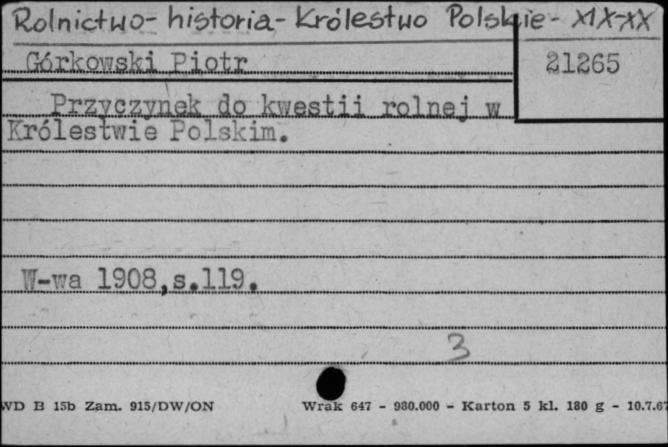 Rolnictwo - historia - Królestwo Polskie - XIX-XX
Górkowski Piotr
21265
Przyczynek do kwestii rolnej w
Królestwie Polskim.
W-wa 1908,s.119.
3
WD B 15b Zam. 915/DW/ON Wrak 647 - 980.000 - Karton 5 kl. 180 g - 10.7.67